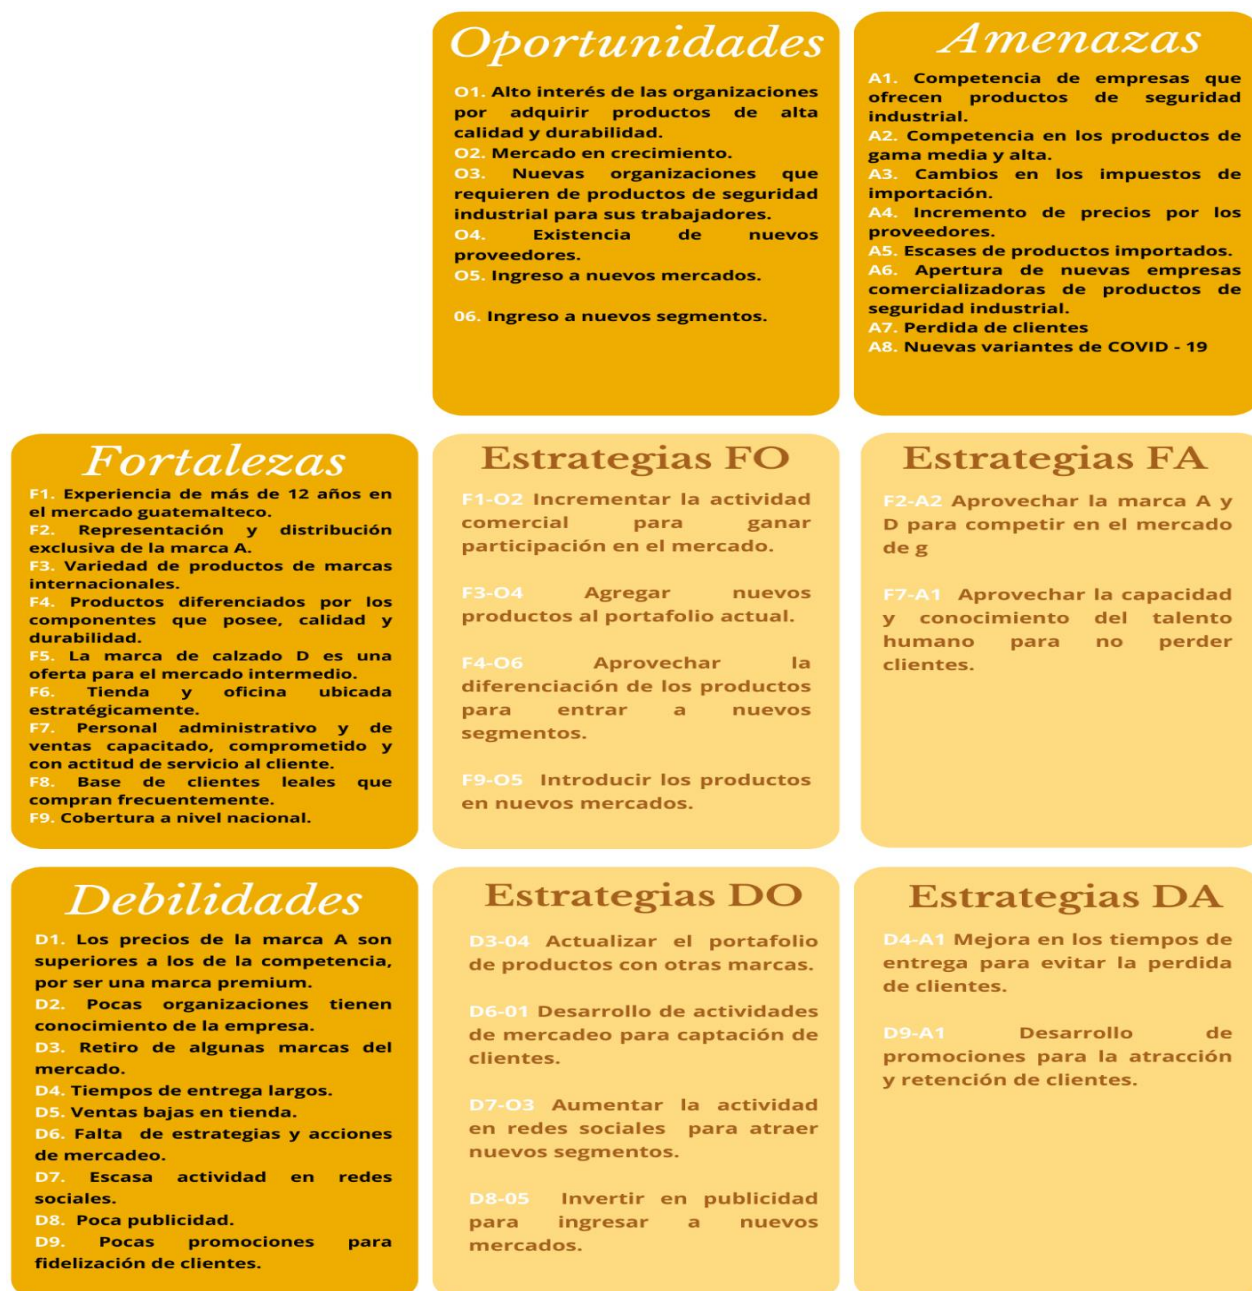 Oportunidades
O1. Alto interés de las organizaciones
por adquirir productos de alta
calidad y durabilidad.
O2. Mercado en crecimiento.
O3. Nuevas organizaciones que
requieren de productos de seguridad
industrial para sus trabajadores.
O4. Existencia de nuevos
proveedores.
O5. Ingreso a nuevos mercados.
06. Ingreso a nuevos segmentos.
Amenazas
A1. Competencia de empresas que
ofrecen productos de seguridad
industrial.
A2. Competencia en los productos de
gama media y alta.
A3. Cambios en los impuestos de
importación.
A4. Incremento de precios por los
proveedores.
A5. Escases de productos importados.
A6. Apertura de nuevas empresas
comercializadoras de productos de
seguridad industrial.
A7. Perdida de clientes
A8. Nuevas variantes de COVID - 19
Fortalezas
F1. Experiencia de más de 12 años en
el mercado guatemalteco.
F2. Representación y distribución
exclusiva de la marca A.
F3. Variedad de productos de marcas
internacionales.
F4. Productos diferenciados por los
componentes que posee, calidad y
durabilidad.
F5. La marca de calzado D es una
oferta para el mercado intermedio.
F6. Tienda y oficina ubicada
estratégicamente.
F7. Personal administrativo y de
ventas capacitado, comprometido y
con actitud de servicio al cliente.
F8. Base de clientes leales que
compran frecuentemente.
F9. Cobertura a nivel nacional.
Estrategias FO
F1-O2 Incrementar la actividad
comercial para ganar
participación en el mercado.
F3-O4 Agregar nuevos
productos al portafolio actual.
F4-O6 Aprovechar la
diferenciación de los productos
para entrar a nuevos
segmentos.
F9-O5 Introducir los productos
en nuevos mercados.
Estrategias FA
F2-A2 Aprovechar la marca A y
D para competir en el mercado
de g
F7-A1 Aprovechar la capacidad
y conocimiento del talento
humano para no perder
clientes.
Debilidades
D1. Los precios de la marca A son
superiores a los de la competencia,
por ser una marca premium.
D2. Pocas organizaciones tienen
conocimiento de la empresa.
D3. Retiro de algunas marcas del
mercado.
D4. Tiempos de entrega largos.
D5. Ventas bajas en tienda.
D6. Falta de estrategias y acciones
de mercadeo.
D7. Escasa actividad en redes
sociales.
D8. Poca publicidad.
D9. Pocas promociones para
fidelización de clientes.
Estrategias DO
D3-04 Actualizar el portafolio
de productos con otras marcas.
D6-01 Desarrollo de actividades
de mercadeo para captación de
clientes.
D7-O3 Aumentar la actividad
en redes sociales para atraer
nuevos segmentos.
D8-05 Invertir en publicidad
para ingresar a nuevos
mercados.
Estrategias DA
D4-A1 Mejora en los tiempos de
entrega para evitar la perdida
de clientes.
D9-A1 Desarrollo de
promociones para la atracción
y retención de clientes.